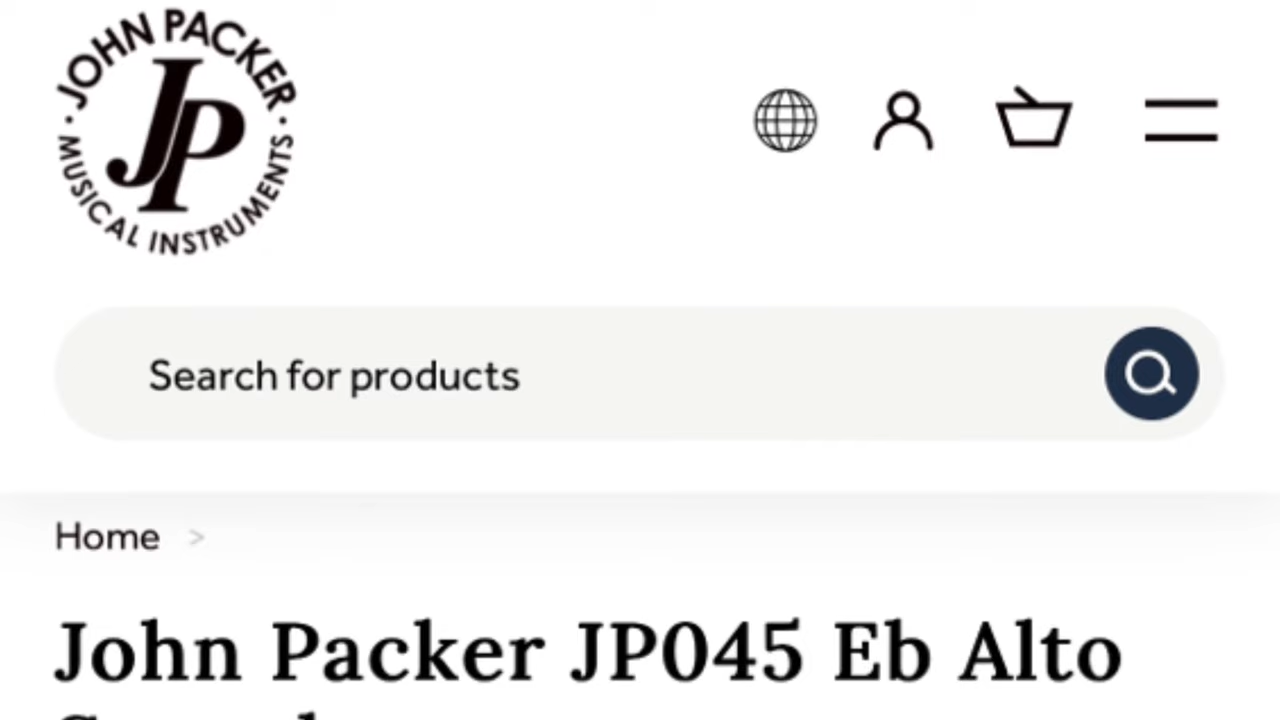 · JOHN PACKER ·
JP
MUSICAL INSTRUMENTS
Search for products
Home >
John Packer JP045 Eb Alto